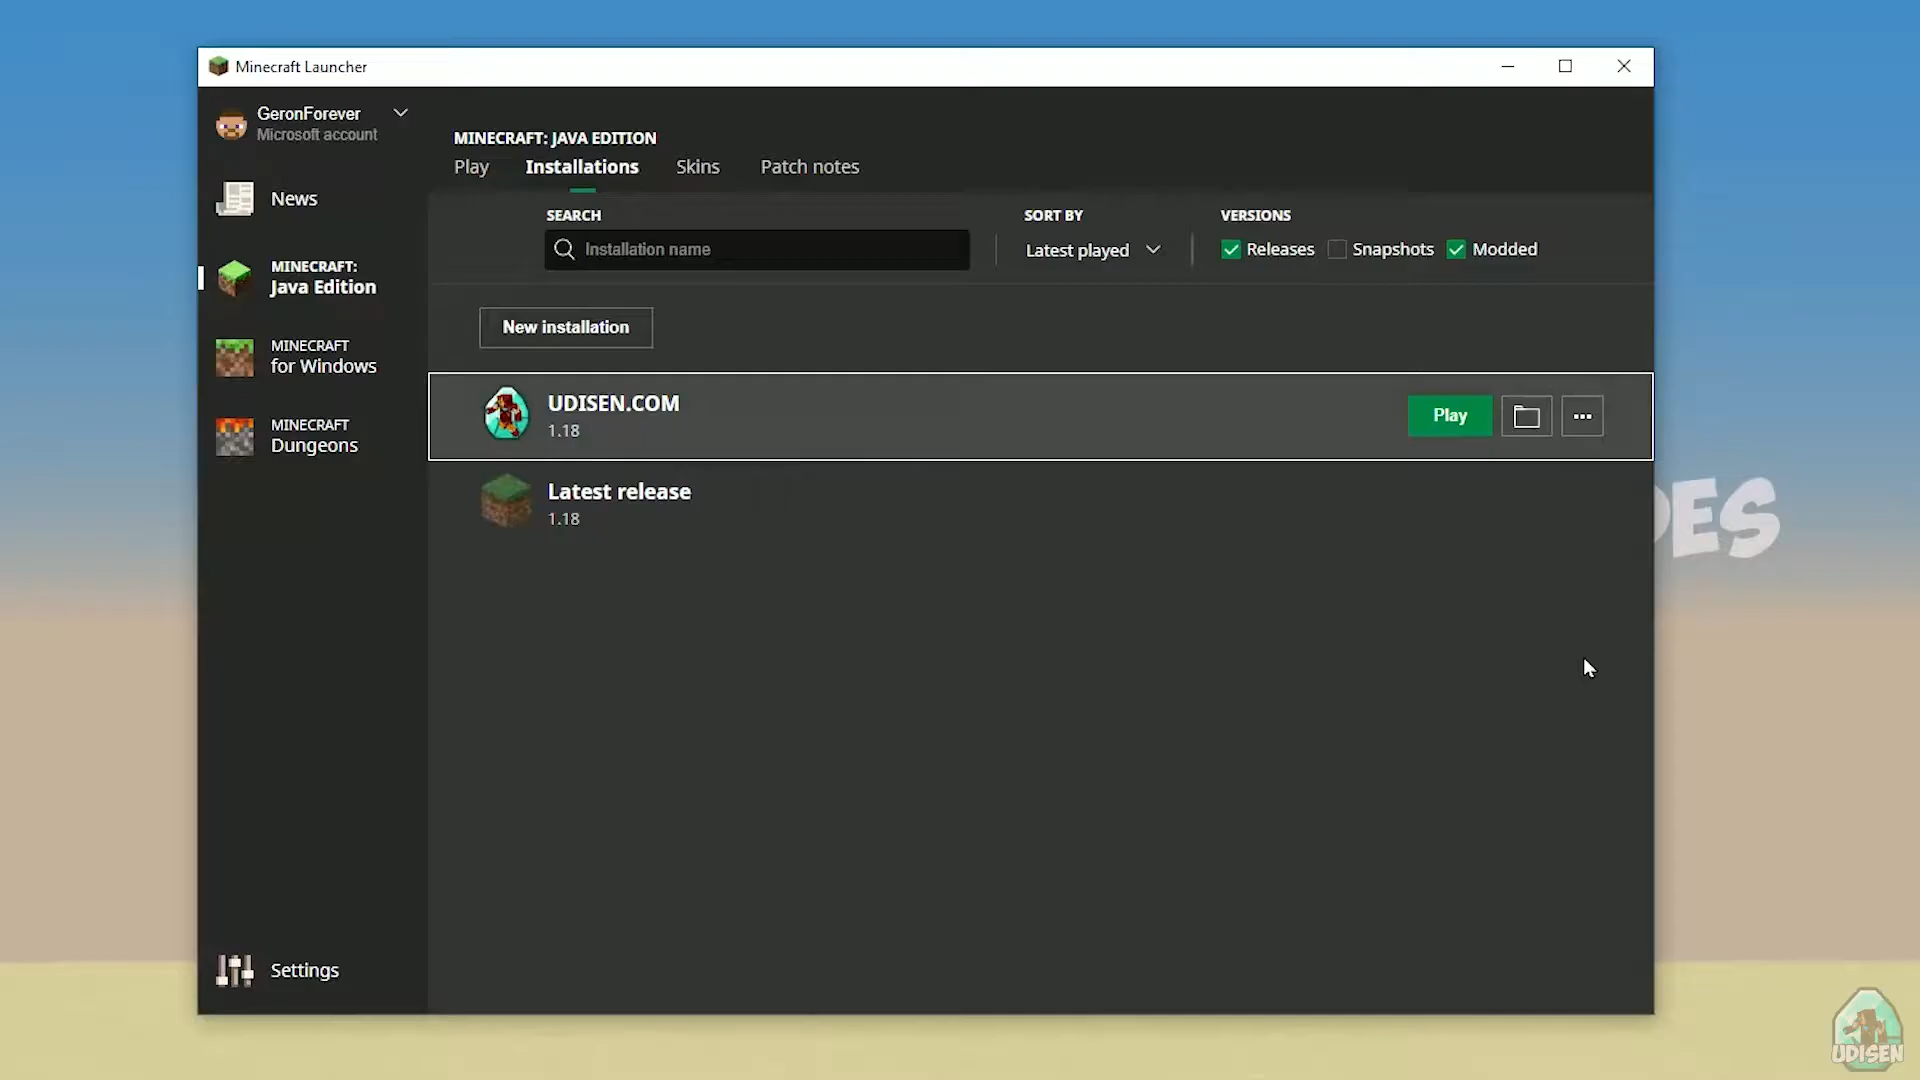 Minecraft Launcher
GeronForever
Microsoft account
News
MINECRAFT:
Java Edition
MINECRAFT
for Windows
MINECRAFT
Dungeons
Settings
MINECRAFT: JAVA EDITION
Play Installations Skins Patch notes
SEARCH SORT BY VERSIONS
Installation name Latest played Releases Snapshots Modded
New installation
UDISEN.COM
1.18
Play
Latest release
1.18
UDISEN